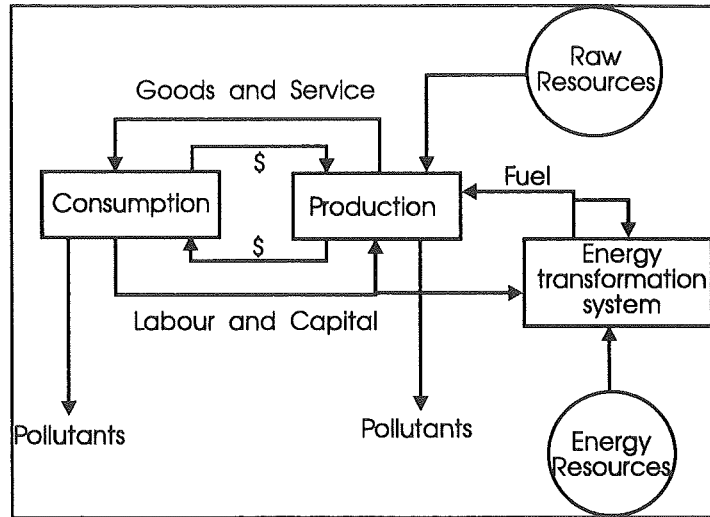 Raw
Resources
Goods and Service
$
Fuel
Consumption
Production
$
Energy
transformation
system
Labour and Capital
Pollutants
Pollutants
Energy
Resources